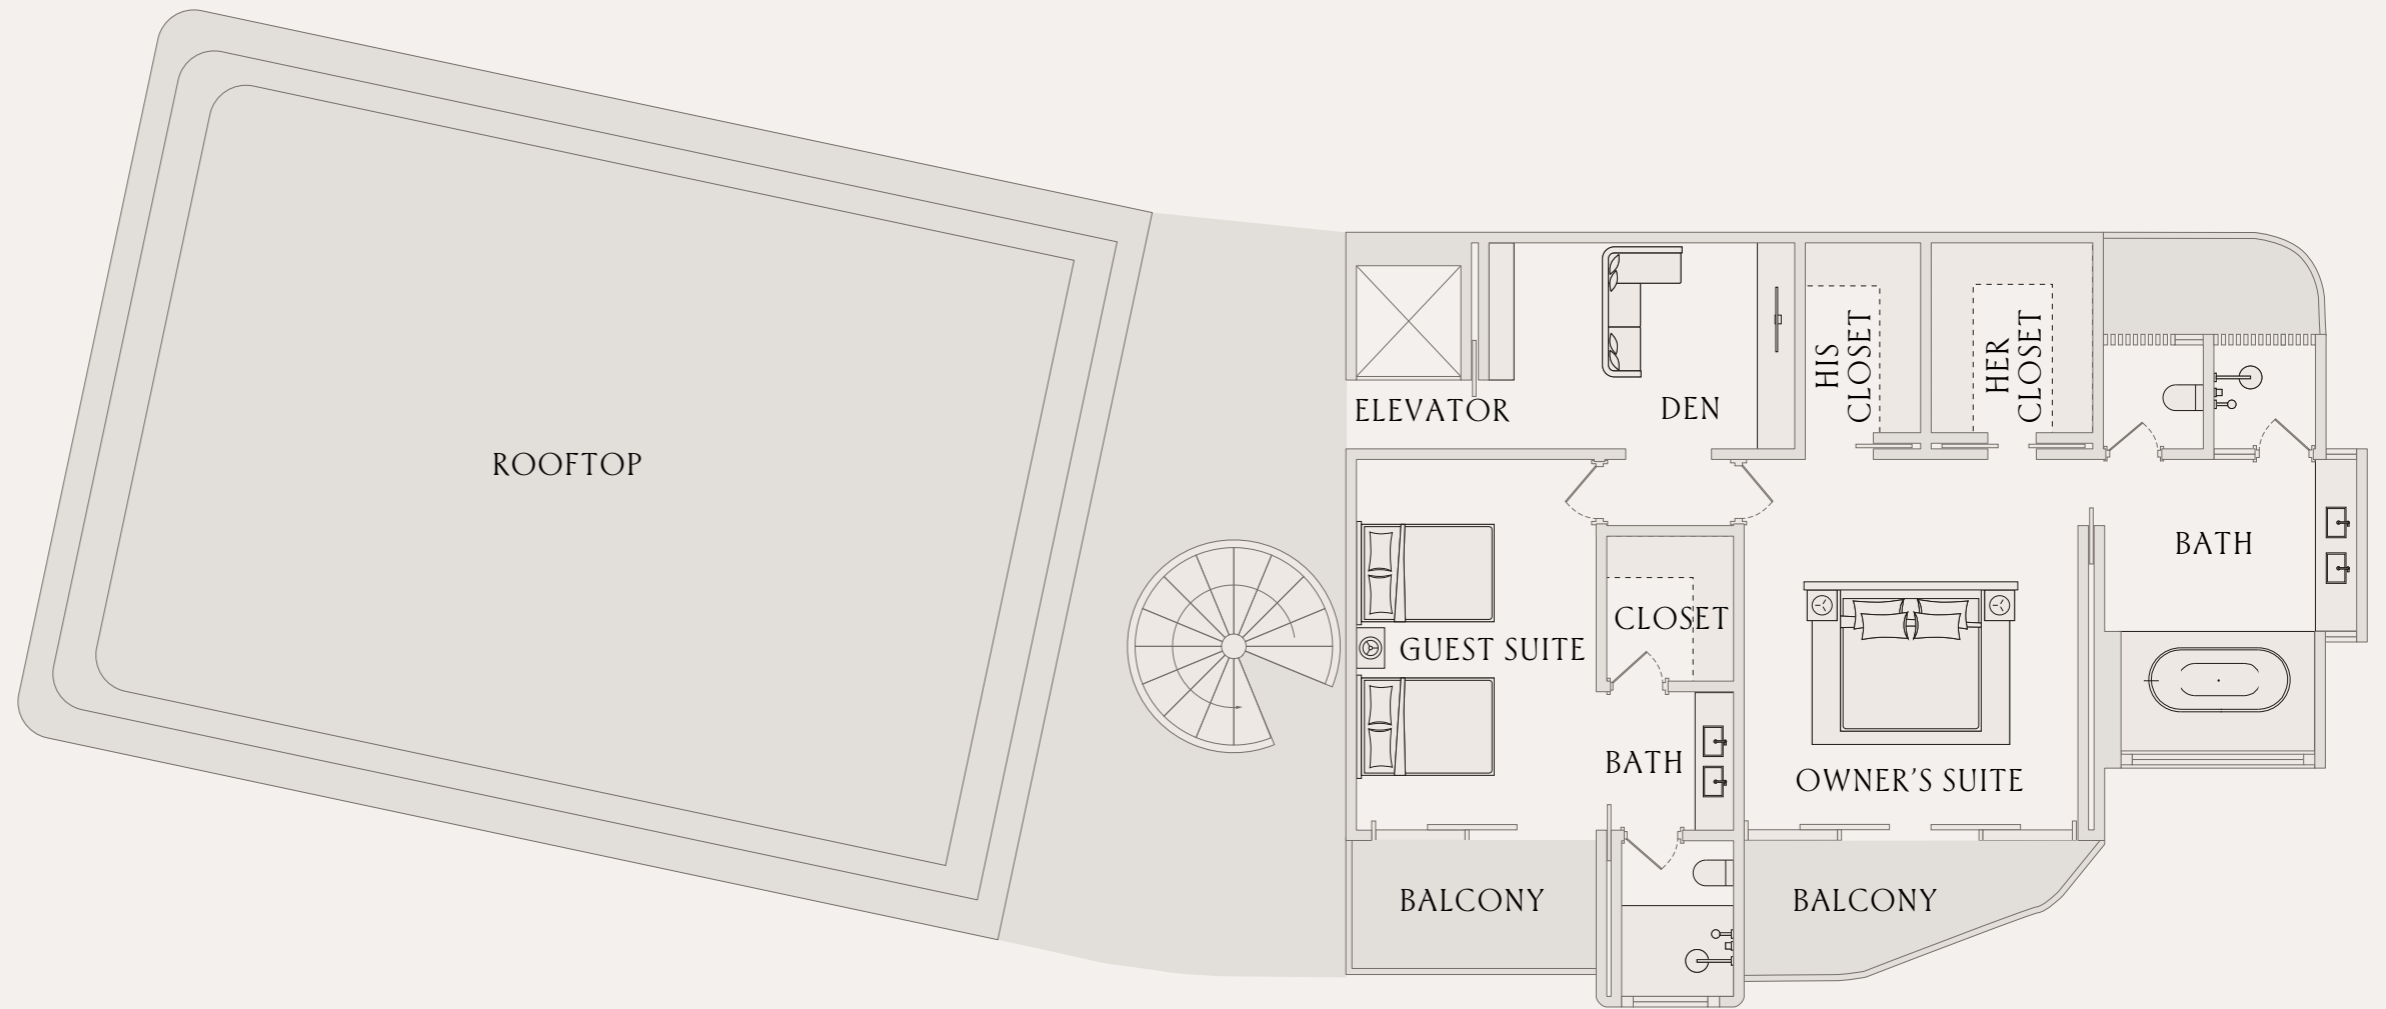 ROOFTOP
ELEVATOR
DEN
HIS
CLOSET
HER
CLOSET
BATH
CLOSET
GUEST SUITE
BATH
OWNER'S SUITE
BALCONY
BALCONY